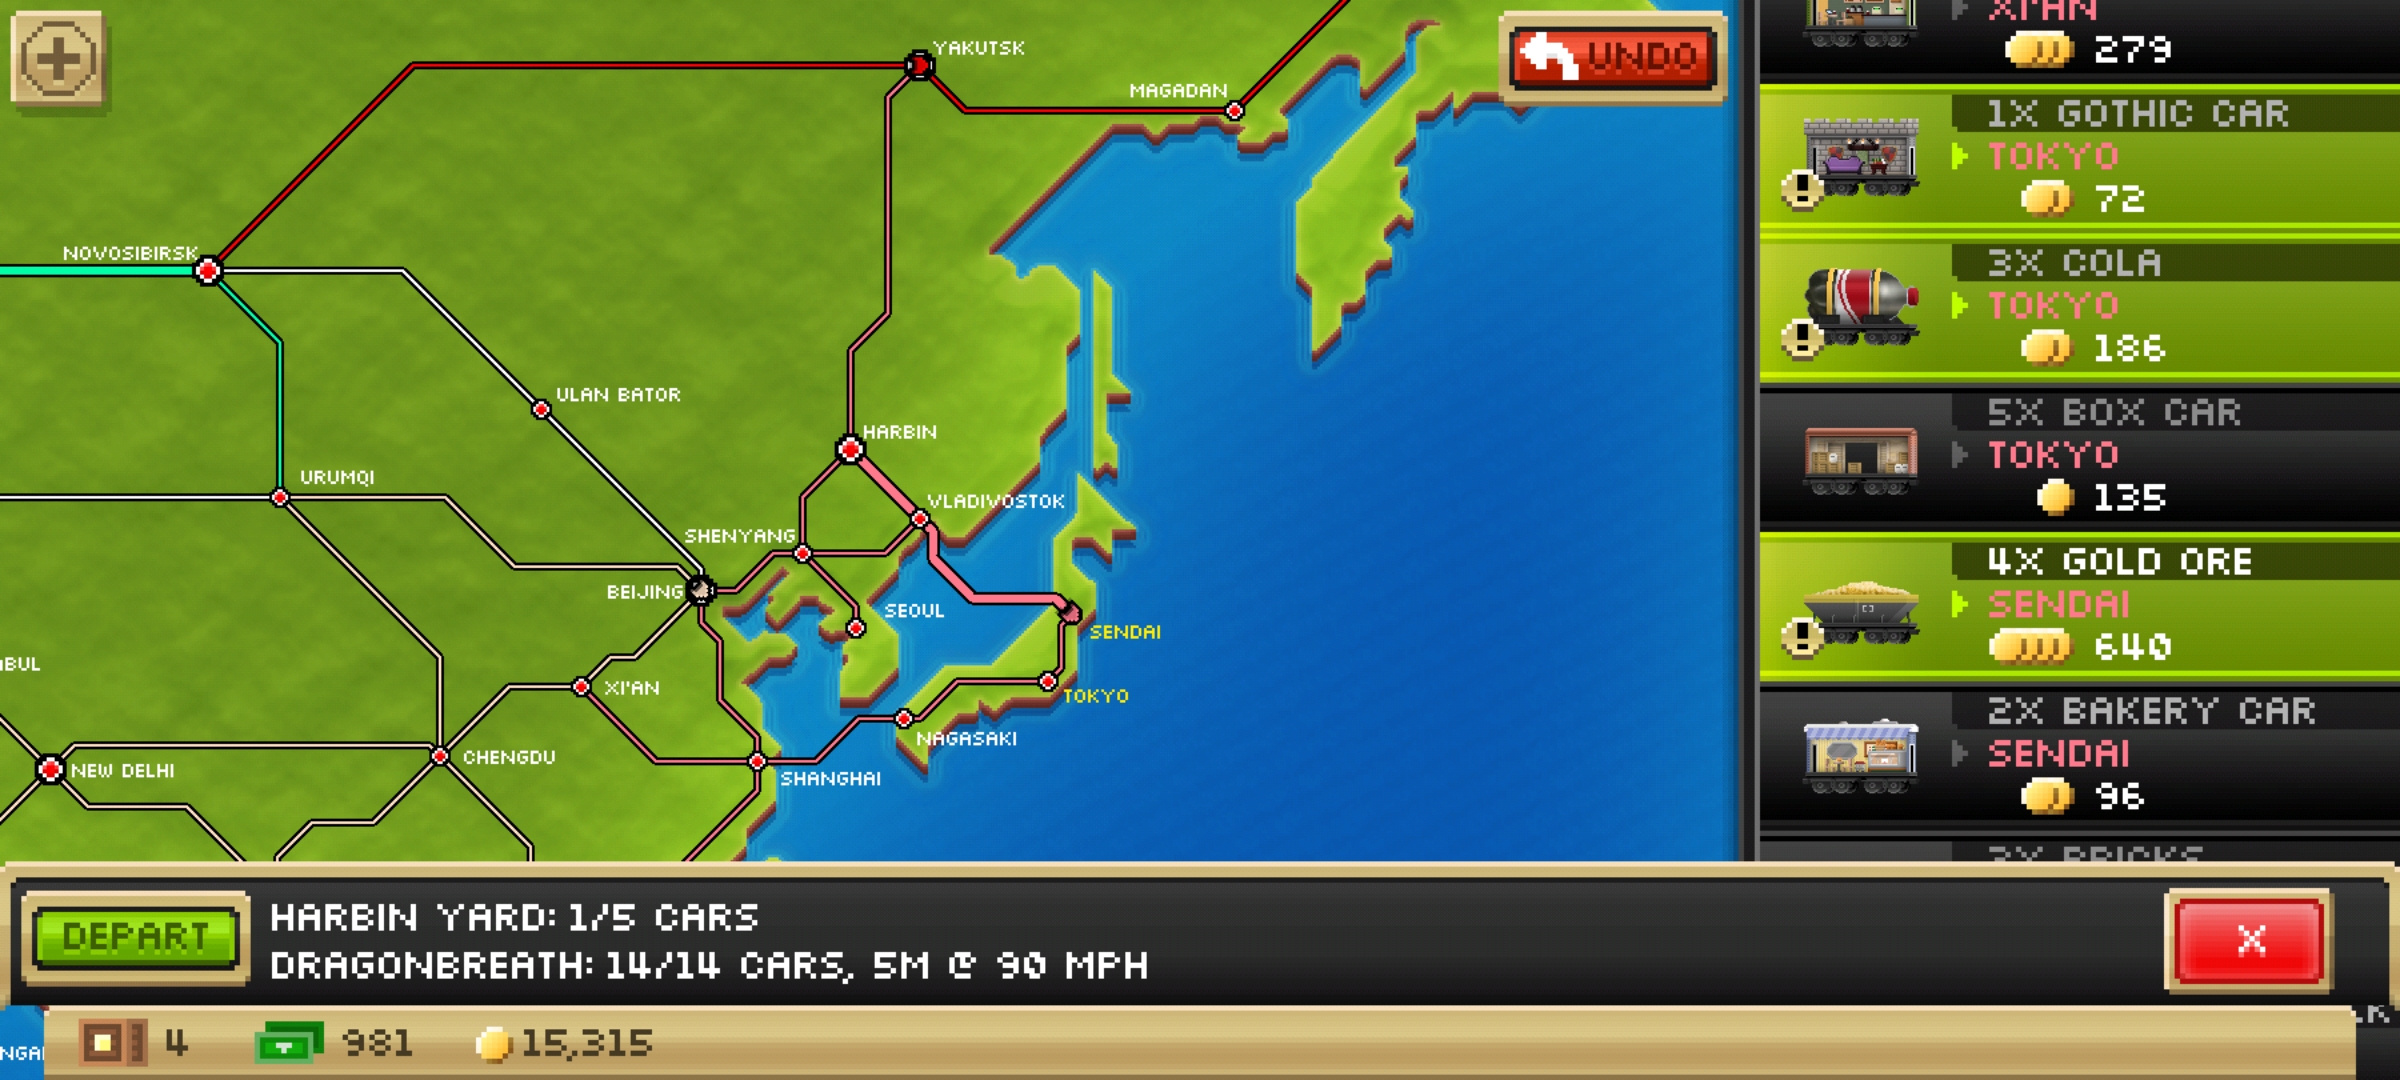 YAKUTSK
MAGADAN
UNDO
NOVOSIBIRSK
ULAN BATOR
HARBIN
URUMQI
VLADIVOSTOK
SHENYANG
BEIJING
SEOUL
SENDAI
XI'AN
TOKYO
NAGASAKI
CHENGDU
NEW DELHI
SHANGHAI
XI'AN
279
1X GOTHIC CAR
TOKYO
72
3X COLA
TOKYO
186
5X BOX CAR
TOKYO
135
4X GOLD ORE
SENDAI
640
2X BAKERY CAR
SENDAI
96
BRICKS
DEPART
HARBIN YARD: 1/5 CARS
DRAGONBREATH: 14/14 CARS, 5M @ 90 MPH
X
4
981
15,315